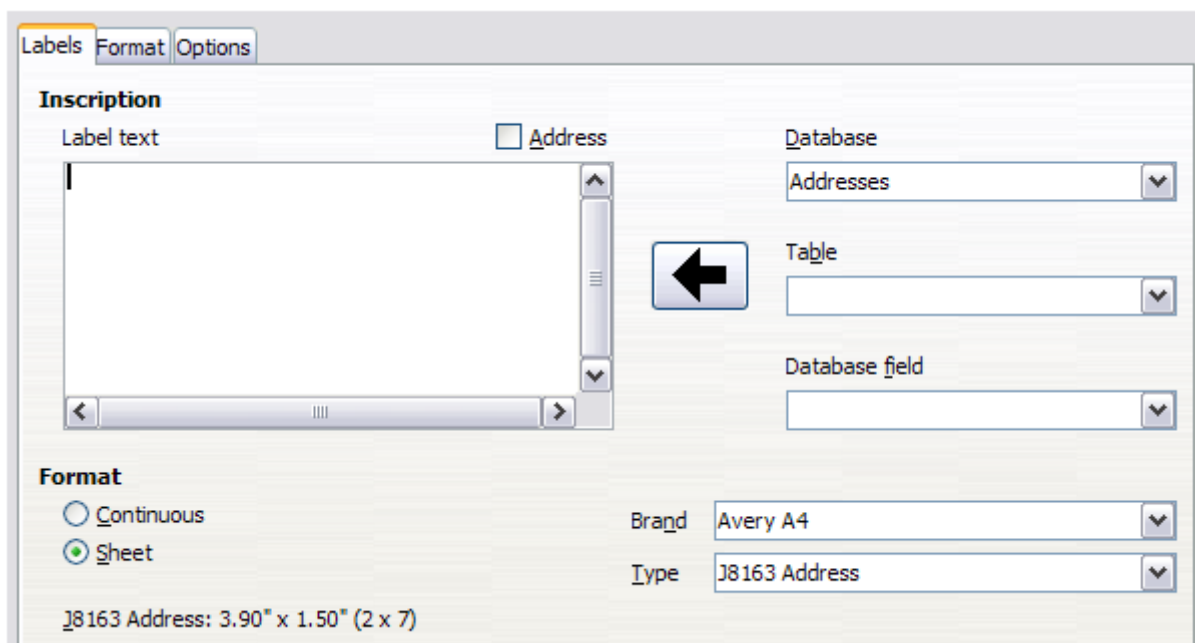 Labels Format Options
Inscription
Label text Address Database
Addresses
Table
Database field
Format
Continuous Brand Avery A4
Sheet
Type J8163 Address
J8163 Address: 3.90" x 1.50" (2 x 7)